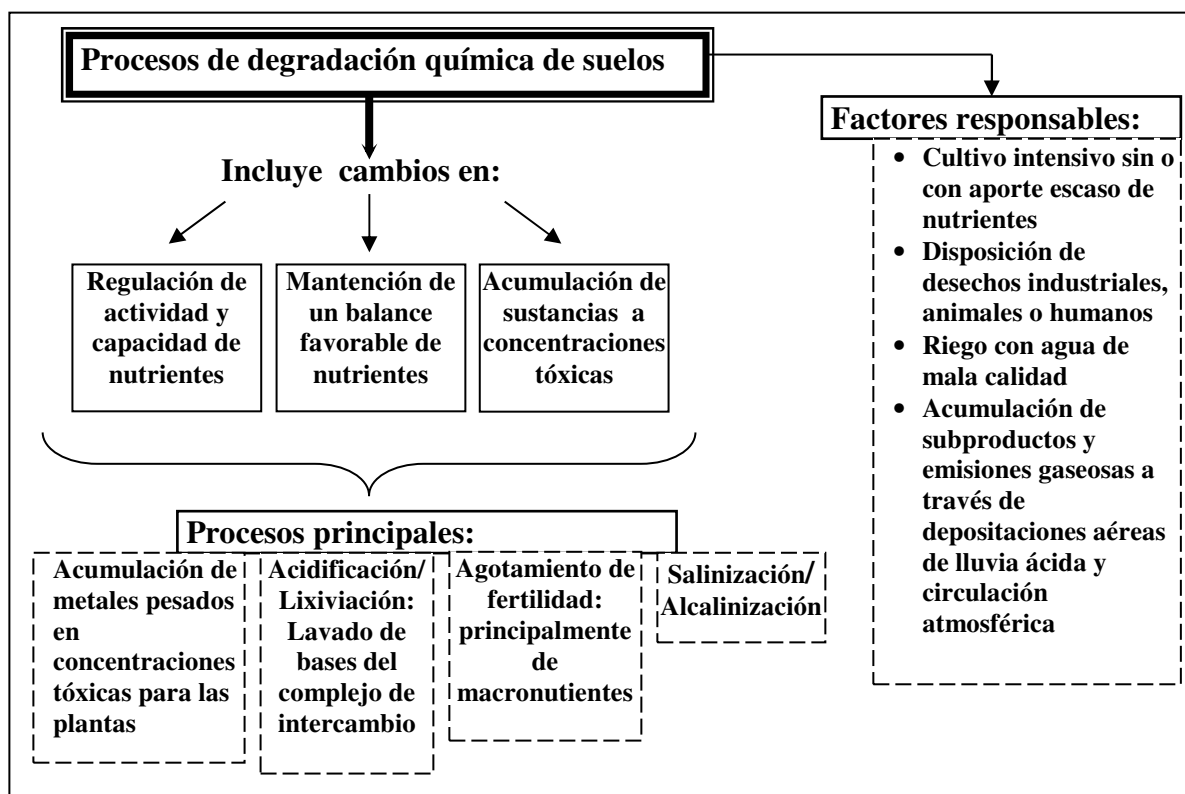 Procesos de degradación química de suelos
Incluye cambios en:
Regulación de
actividad y
capacidad de
nutrientes
Mantención de
un balance
favorable de
nutrientes
Acumulación de
sustancias a
concentraciones
tóxicas
Procesos principales:
Acumulación de
metales pesados
en
concentraciones
tóxicas para las
plantas
Acidificación/
Lixiviación:
Lavado de
bases del
complejo de
intercambio
Agotamiento de
fertilidad:
principalmente
de
macronutientes
Salinización/
Alcalinización
Factores responsables:
• Cultivo intensivo sin o
con aporte escaso de
nutrientes
• Disposición de
desechos industriales,
animales o humanos
• Riego con agua de
mala calidad
• Acumulación de
subproductos y
emisiones gaseosas a
través de
depositaciones aéreas
de lluvia ácida y
circulación
atmosférica